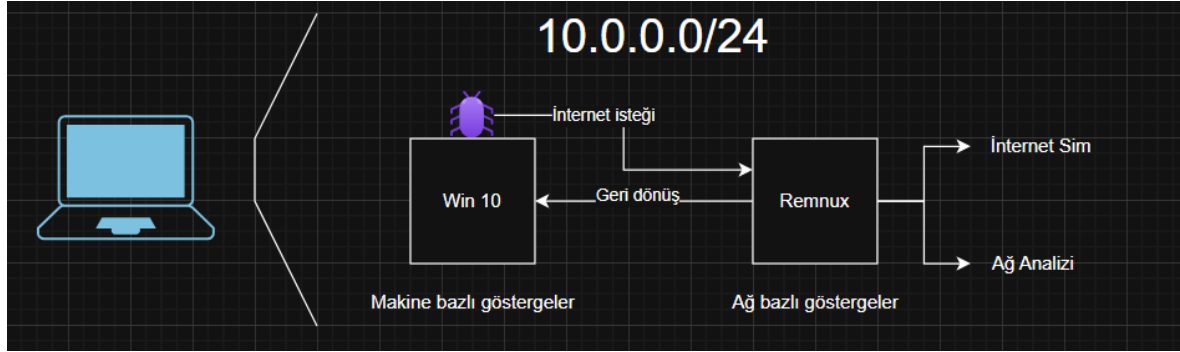 10.0.0.0/24
İnternet isteği
İnternet Sim
Win 10
Geri dönüş
Remnux
Ağ Analizi
Makine bazlı göstergeler
Ağ bazlı göstergeler